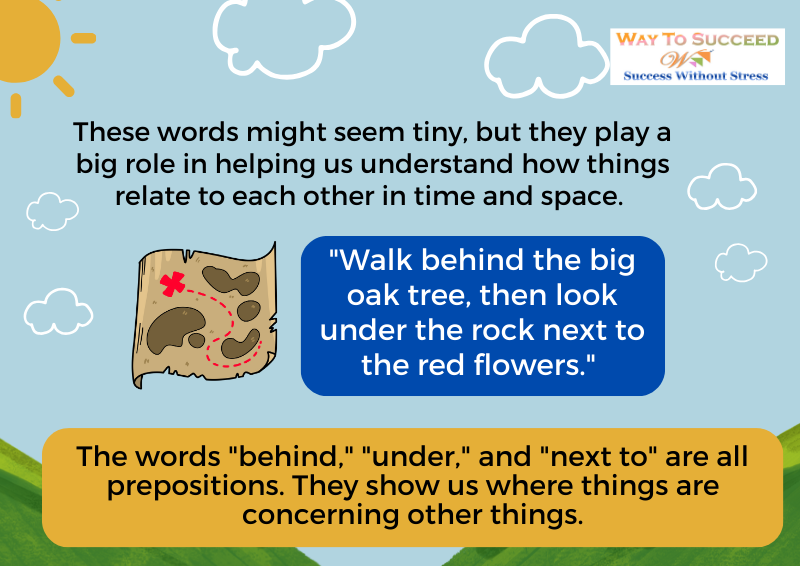 WAY TO SUCCEED
W
Success Without Stress
These words might seem tiny, but they play a
big role in helping us understand how things
relate to each other in time and space.
"Walk behind the big
oak tree, then look
under the rock next to
the red flowers."
The words "behind," "under," and "next to" are all
prepositions. They show us where things are
concerning other things.